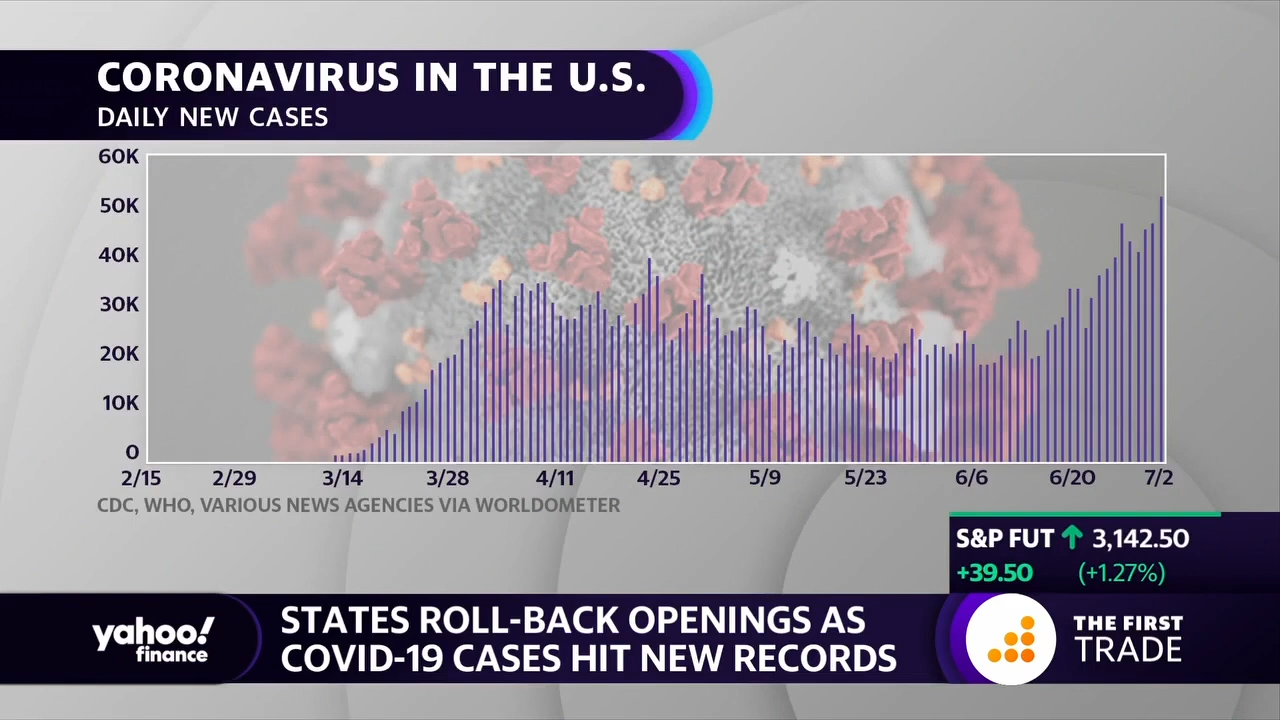 CORONAVIRUS IN THE U.S.
DAILY NEW CASES
60K
50K
40K
30K
20K
10K
0
2/15 2/29 3/14 3/28 4/11 4/25 5/9 5/23 6/6 6/20 7/2
CDC, WHO, VARIOUS NEWS AGENCIES VIA WORLDOMETER
S&P FUT 3,142.50
+39.50 (+1.27%)
yahoo!
finance
STATES ROLL-BACK OPENINGS AS
COVID-19 CASES HIT NEW RECORDS
THE FIRST
TRADE